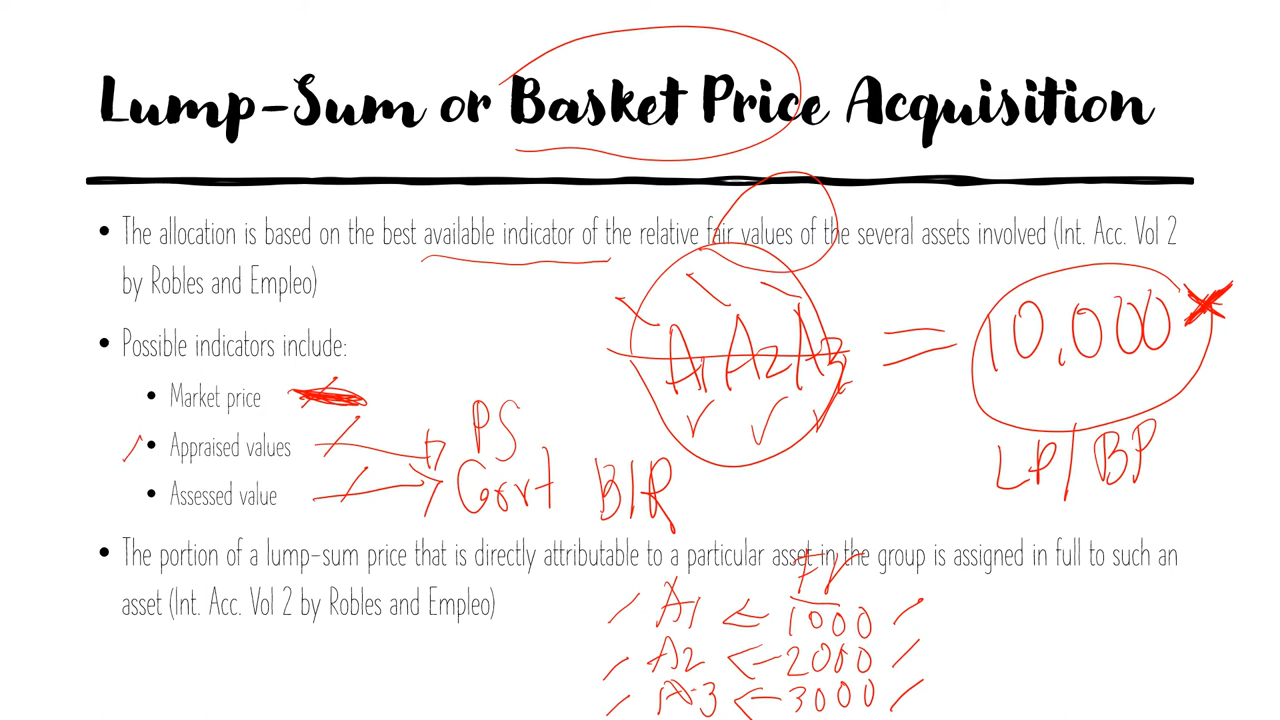 Lump-Sum or Basket Price Acquisition
• The allocation is based on the best available indicator of the relative fair values of the several assets involved (Int. Acc. Vol 2
by Robles and Empleo)
A1 A2 A3 = 10,000
• Possible indicators include:
• Market price
• Appraised values PS
LP/BP
• Assessed value Govt BIR
• The portion of a lump-sum price that is directly attributable to a particular asset in the group is assigned in full to such an
asset (Int. Acc. Vol 2 by Robles and Empleo)
FV
A1 ← 1000
A2 ← 2000
A3 ← 3000